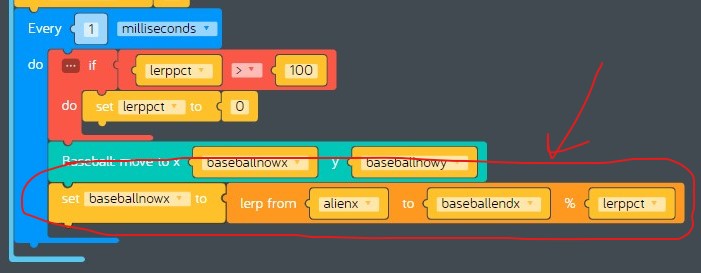 Every 1 milliseconds
do ... if lerppct > 100
do set lerppct to 0
Baseball: move to x baseballnowx y baseballnowy
set baseballnowx to lerp from alienx to baseballendx % lerppct